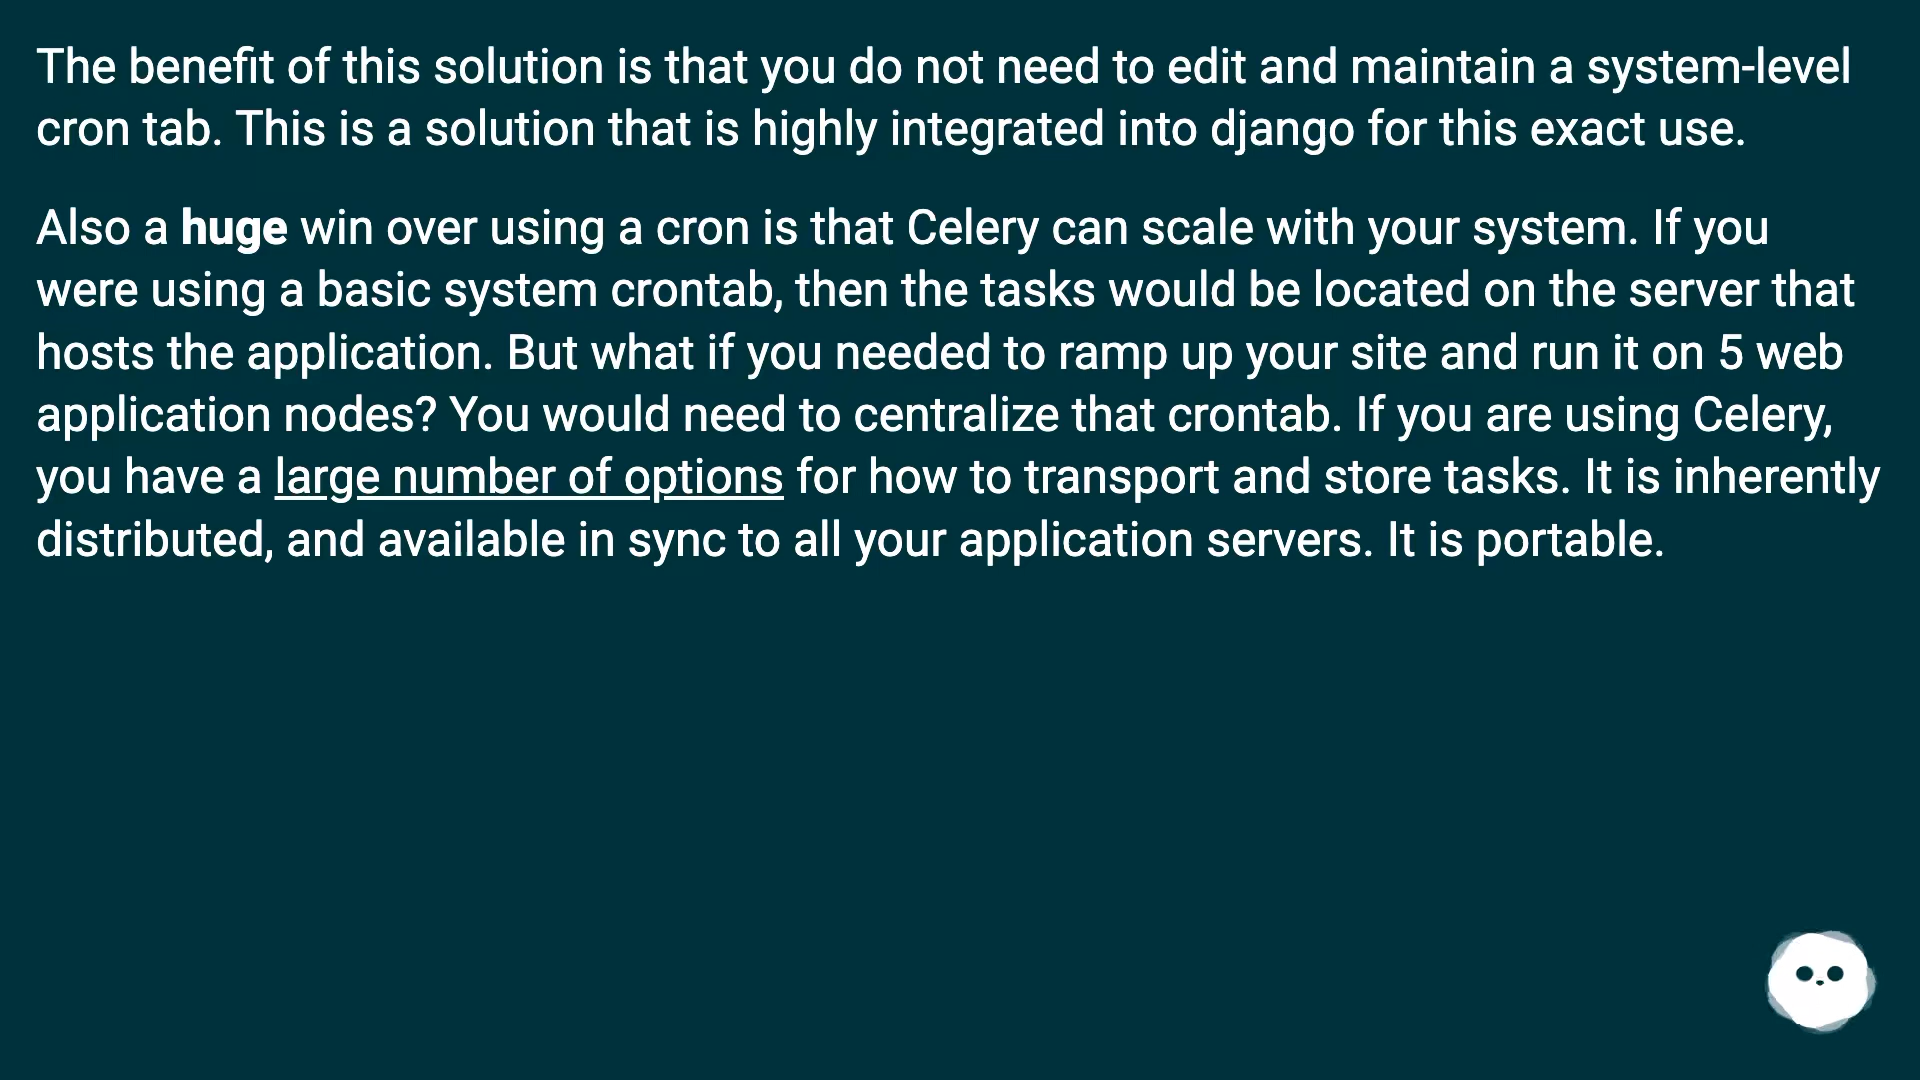 The benefit of this solution is that you do not need to edit and maintain a system-level
cron tab. This is a solution that is highly integrated into django for this exact use.
Also a huge win over using a cron is that Celery can scale with your system. If you
were using a basic system crontab, then the tasks would be located on the server that
hosts the application. But what if you needed to ramp up your site and run it on 5 web
application nodes? You would need to centralize that crontab. If you are using Celery,
you have a large number of options for how to transport and store tasks. It is inherently
distributed, and available in sync to all your application servers. It is portable.